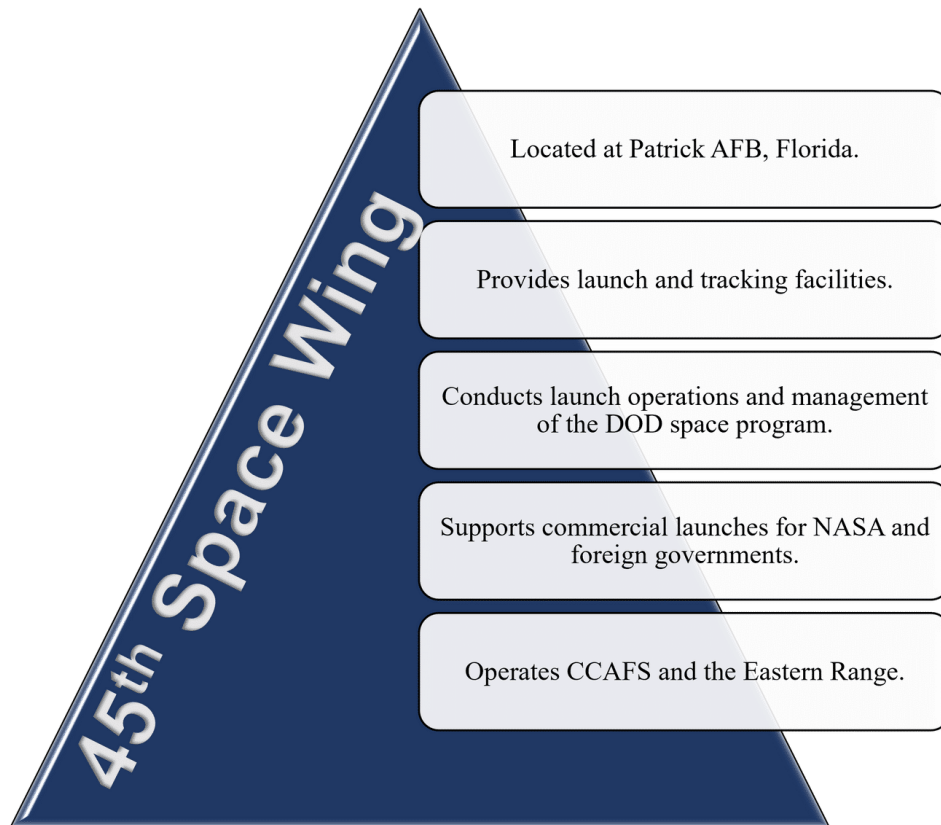 45th Space Wing
Located at Patrick AFB, Florida.
Provides launch and tracking facilities.
Conducts launch operations and management
of the DOD space program.
Supports commercial launches for NASA and
foreign governments.
Operates CCAFS and the Eastern Range.